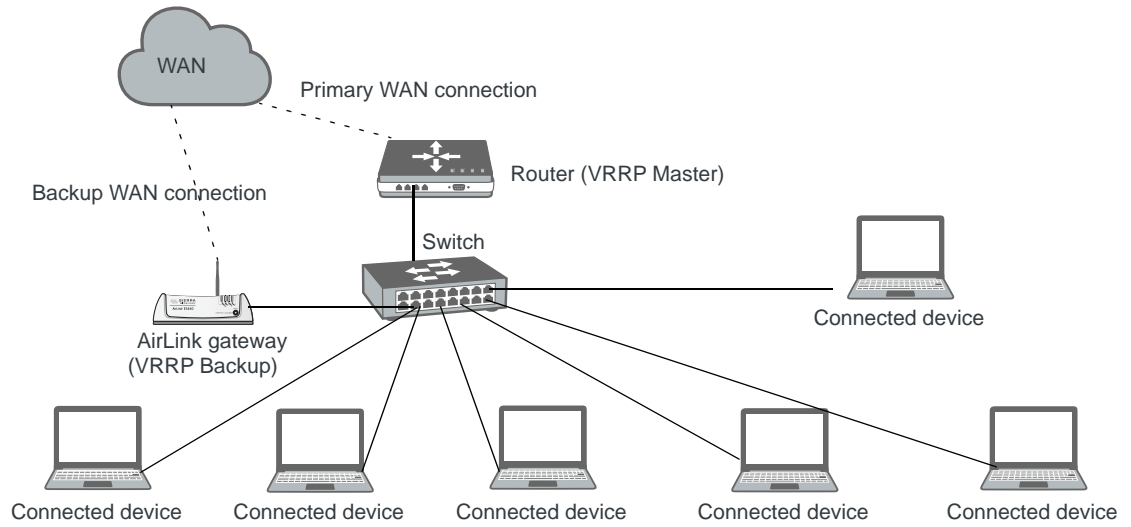 WAN
Primary WAN connection
Router (VRRP Master)
Backup WAN connection
Switch
SIERRA
AirLink gateway
(VRRP Backup)
Connected device
Connected device
Connected device
Connected device
Connected device
Connected device